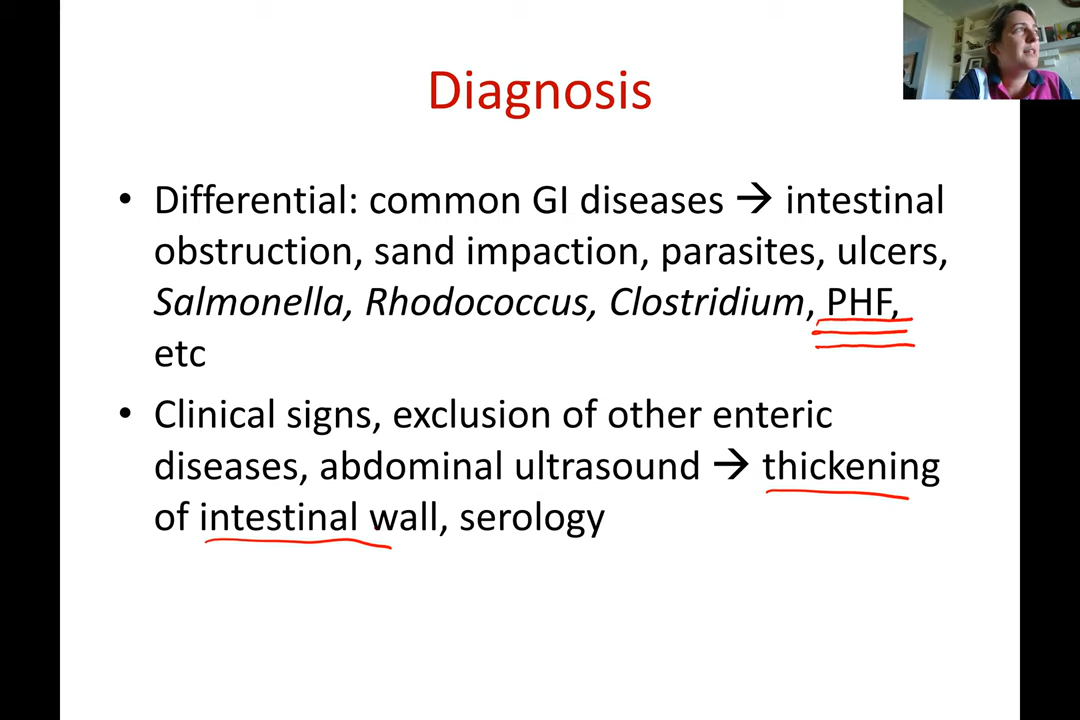 Diagnosis
• Differential: common GI diseases → intestinal
obstruction, sand impaction, parasites, ulcers,
Salmonella, Rhodococcus, Clostridium, PHF,
etc
• Clinical signs, exclusion of other enteric
diseases, abdominal ultrasound → thickening
of intestinal wall, serology